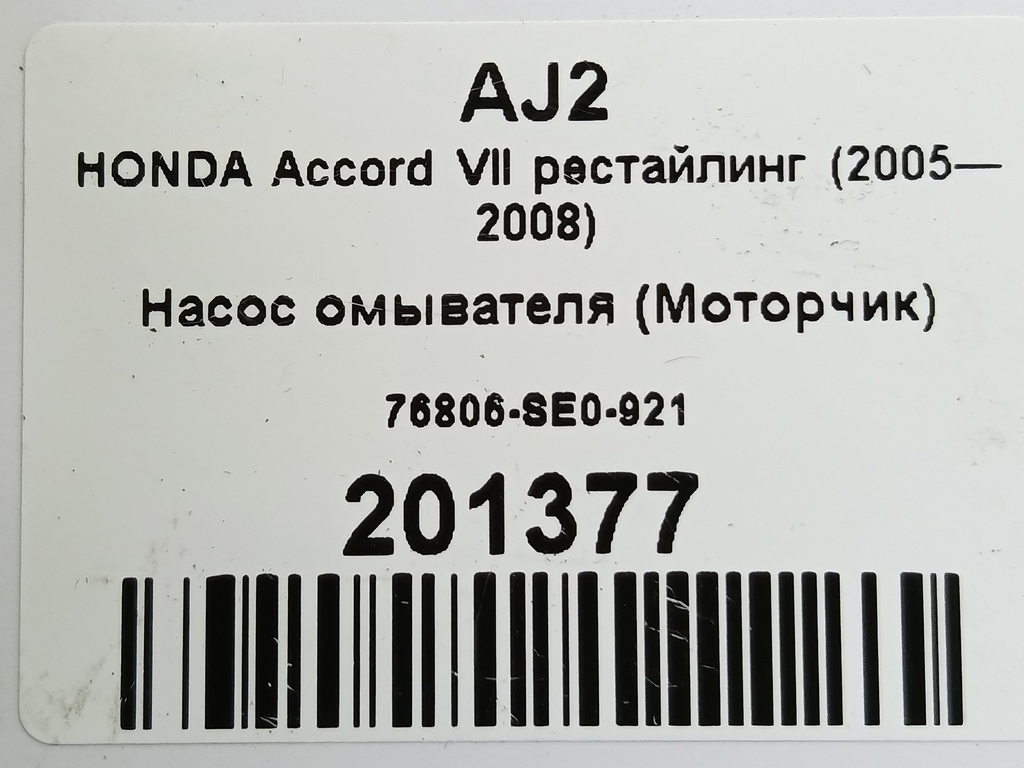 AJ2
HONDA Accord VII рестайлинг (2005—
2008)
Насос омывателя (Моторчик)
76806-SE0-921
201377